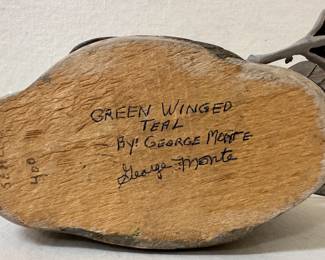 GREEN WINGED
TEAL
BY: GEORGE MONTE
George Monte
400